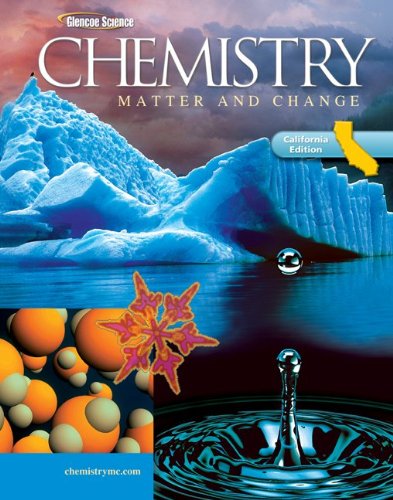 Glencoe Science
CHEMISTRY
MATTER AND CHANGE
California
Edition
chemistrymc.com